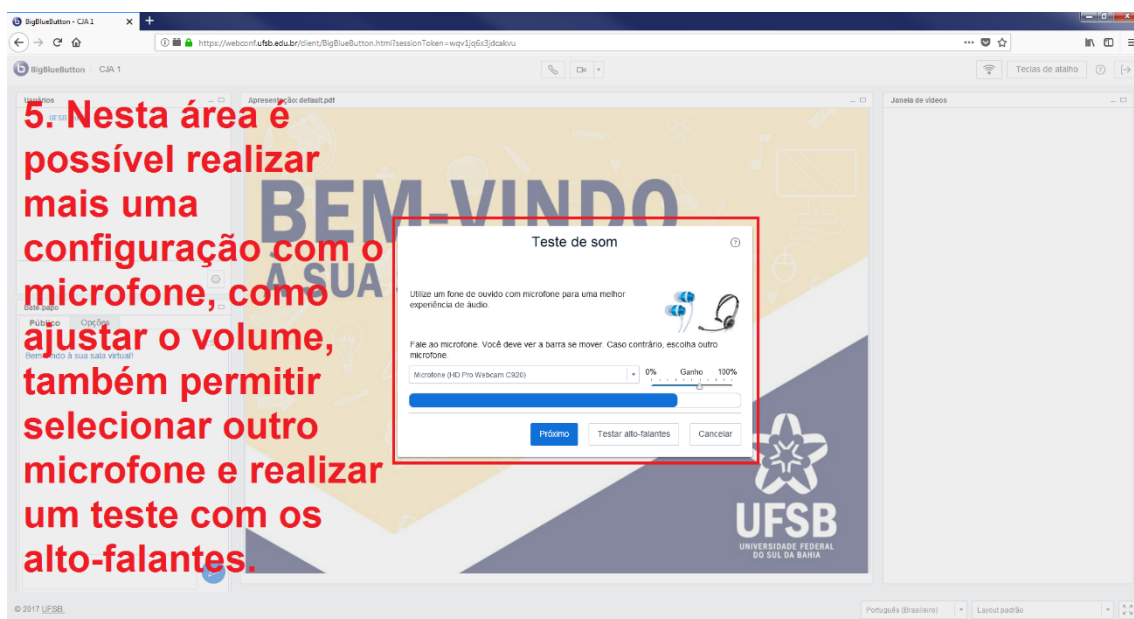 BigBlueButton - CJA 1
https://webconf.ufsb.edu.br/client/BigBlueButton.html?sessionToken=wqv1jq6x3jdcakvu
BigBlueButton
CJA 1
Teclas de atalho
Usuários
Apresentação: default.pdf
Janela de vídeos
UFSB
5. Nesta área é
possível realizar
mais uma
configuração com o
microfone, como
ajustar o volume,
também permitir
selecionar outro
microfone e realizar
um teste com os
alto-falantes.
BEM-VINDO
À SUA
Teste de som
Utilize um fone de ouvido com microfone para uma melhor
experiência de áudio.
Fale ao microfone. Você deve ver a barra se mover. Caso contrário, escolha outro
microfone.
Microfone (HD Pro Webcam C920)
0% Ganho 100%
Próximo
Testar alto-falantes
Cancelar
Bate-papo
Público
Opções
Bem-vindo à sua sala virtual!
UFSB
UNIVERSIDADE FEDERAL
DO SUL DA BAHIA
© 2017 UFSB.
Português (Brasileiro)
Layout padrão